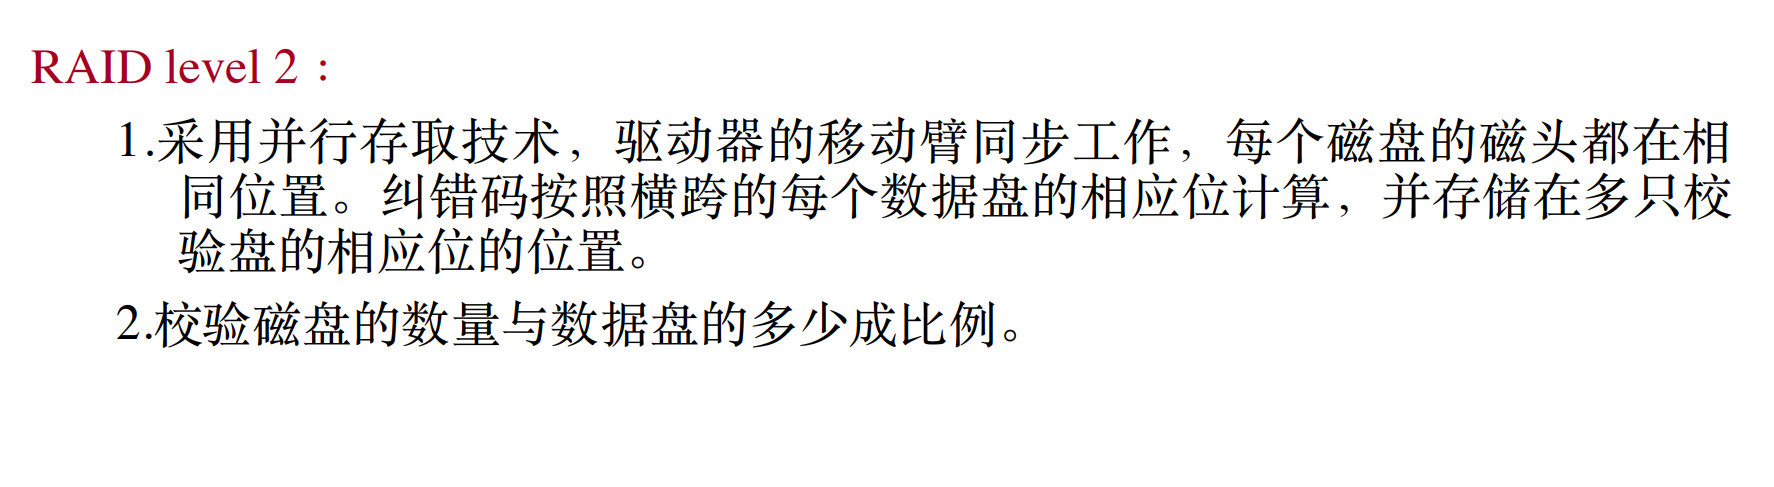 RAID level 2：
1.采用并行存取技术，驱动器的移动臂同步工作，每个磁盘的磁头都在相
同位置。纠错码按照横跨的每个数据盘的相应位计算，并存储在多只校
验盘的相应位的位置。
2.校验磁盘的数量与数据盘的多少成比例。